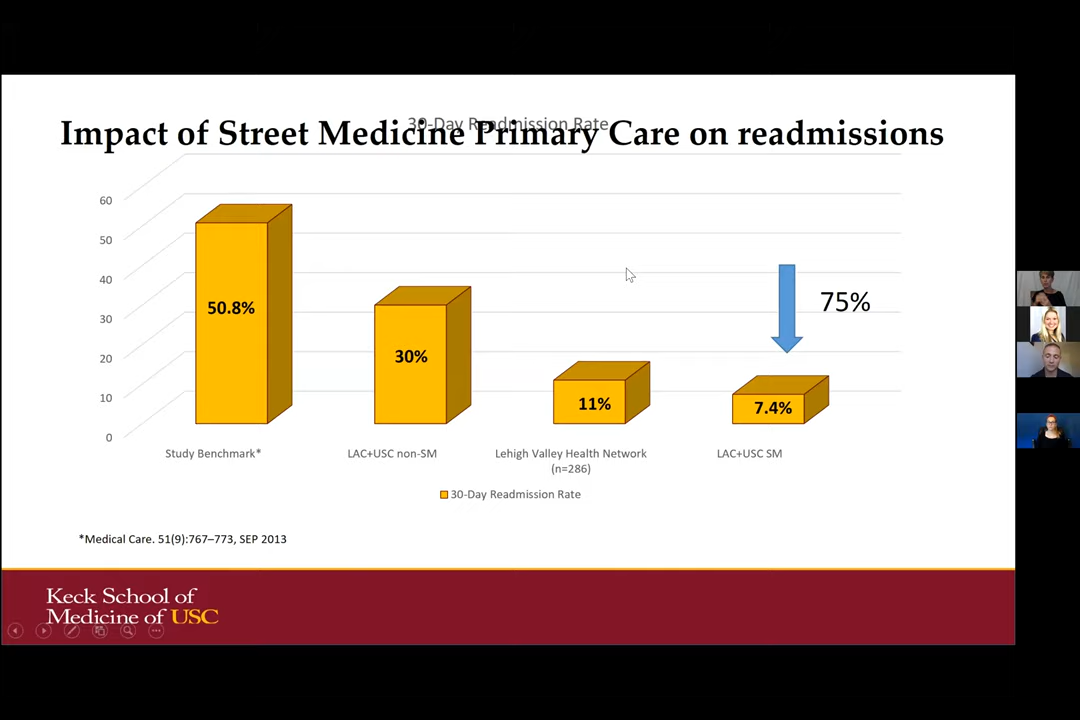 30-Day Readmission Rate
Impact of Street Medicine Primary Care on readmissions
60
50
40
30
20
10
0
50.8%
30%
11%
7.4%
75%
Study Benchmark*
LAC+USC non-SM
Lehigh Valley Health Network
(n=286)
LAC+USC SM
30-Day Readmission Rate
*Medical Care. 51(9):767–773, SEP 2013
Keck School of
Medicine of USC